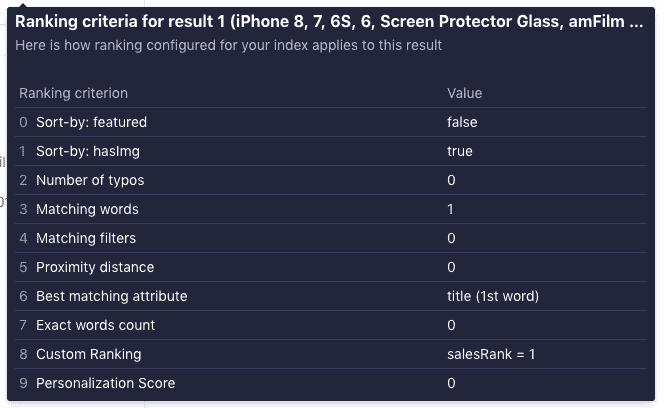 Ranking criteria for result 1 (iPhone 8, 7, 6S, 6, Screen Protector Glass, amFilm ...
Here is how ranking configured for your index applies to this result
Ranking criterion Value
0 Sort-by: featured false
1 Sort-by: hasImg true
2 Number of typos 0
3 Matching words 1
4 Matching filters 0
5 Proximity distance 0
6 Best matching attribute title (1st word)
7 Exact words count 0
8 Custom Ranking salesRank = 1
9 Personalization Score 0